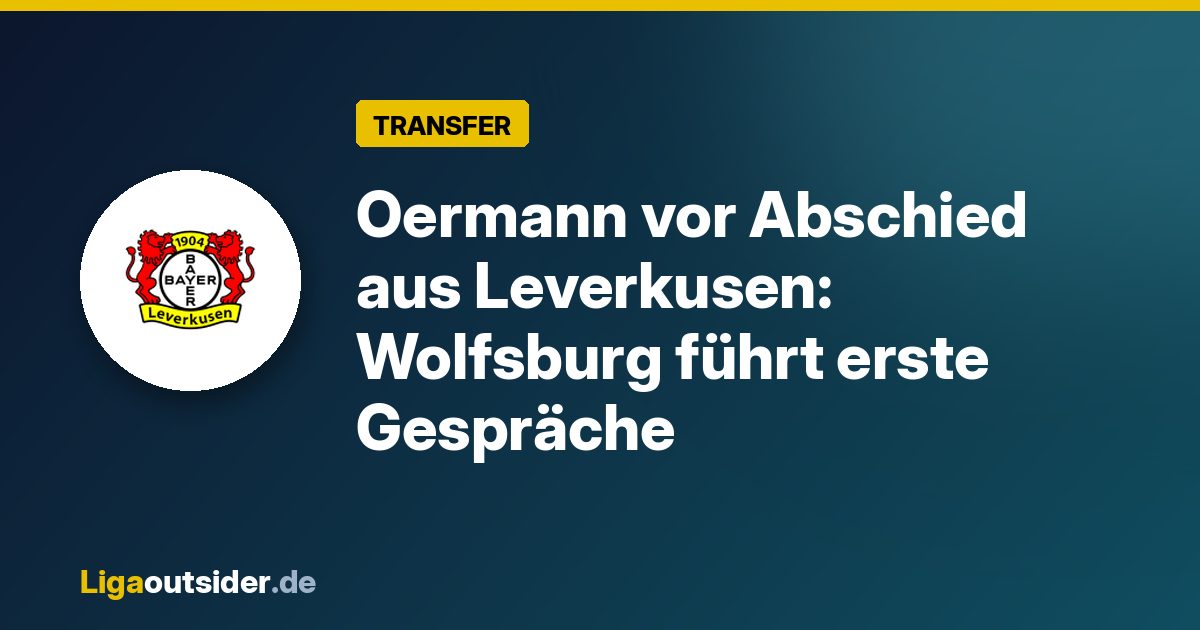 TRANSFER
Oermann vor Abschied
aus Leverkusen:
Wolfsburg führt erste
Gespräche
1904
BAYER
BAYER
Leverkusen
Ligaoutsider.de